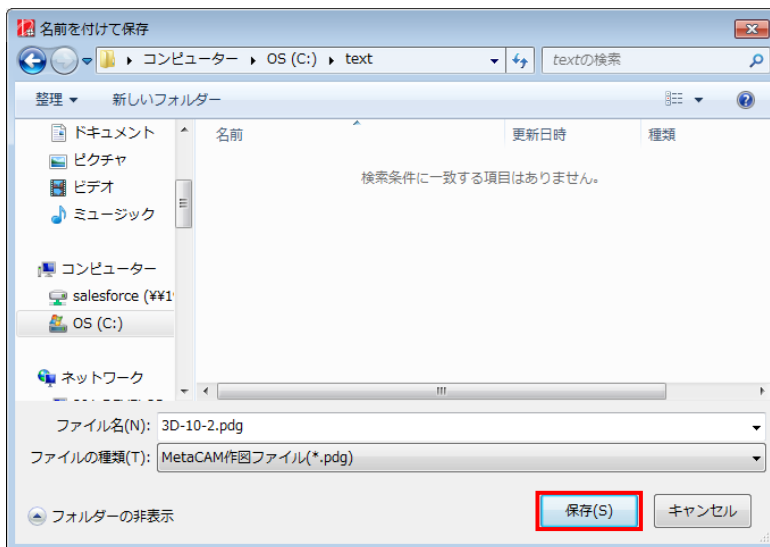 名前を付けて保存
コンピューター ▸ OS (C:) ▸ text
textの検索
整理 ▼ 新しいフォルダー
名前 更新日時 種類
検索条件に一致する項目はありません。
ドキュメント
ピクチャ
ビデオ
ミュージック
コンピューター
salesforce (¥¥1
OS (C:)
ネットワーク
ファイル名(N): 3D-10-2.pdg
ファイルの種類(T): MetaCAM作図ファイル(*.pdg)
フォルダーの非表示
保存(S)
キャンセル